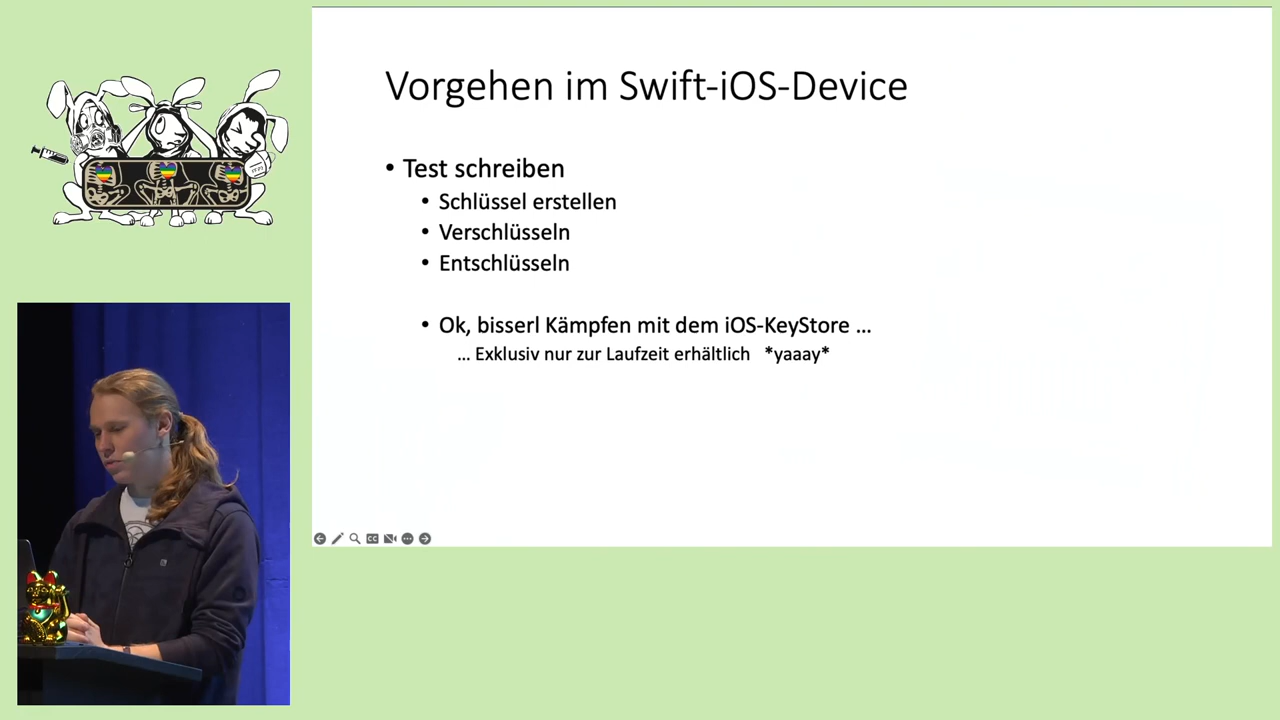 Vorgehen im Swift-iOS-Device
• Test schreiben
• Schlüssel erstellen
• Verschlüsseln
• Entschlüsseln
• Ok, bisserl Kämpfen mit dem iOS-KeyStore ...
... Exklusiv nur zur Laufzeit erhältlich *yaaay*